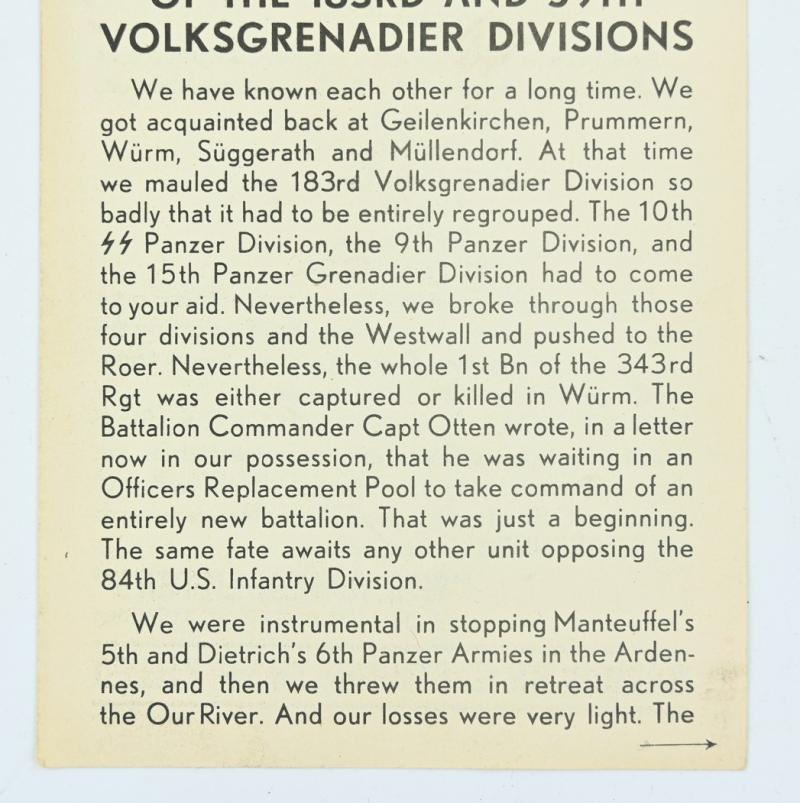 OF THE 183RD AND 59TH
VOLKSGRENADIER DIVISIONS
We have known each other for a long time. We
got acquainted back at Geilenkirchen, Prummern,
Würm, Süggerath and Müllendorf. At that time
we mauled the 183rd Volksgrenadier Division so
badly that it had to be entirely regrouped. The 10th
ϟϟ Panzer Division, the 9th Panzer Division, and
the 15th Panzer Grenadier Division had to come
to your aid. Nevertheless, we broke through those
four divisions and the Westwall and pushed to the
Roer. Nevertheless, the whole 1st Bn of the 343rd
Rgt was either captured or killed in Würm. The
Battalion Commander Capt Otten wrote, in a letter
now in our possession, that he was waiting in an
Officers Replacement Pool to take command of an
entirely new battalion. That was just a beginning.
The same fate awaits any other unit opposing the
84th U.S. Infantry Division.
We were instrumental in stopping Manteuffel's
5th and Dietrich's 6th Panzer Armies in the Arden-
nes, and then we threw them in retreat across
the Our River. And our losses were very light. The